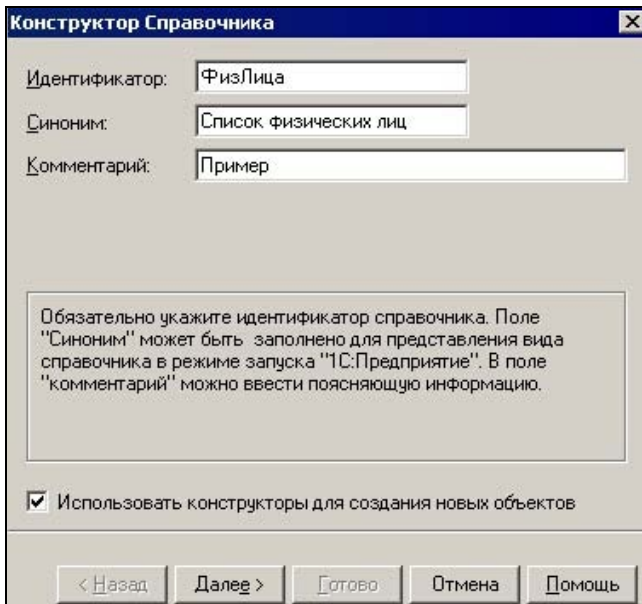 Конструктор Справочника
Идентификатор: ФизЛица
Синоним: Список физических лиц
Комментарий: Пример
Обязательно укажите идентификатор справочника. Поле
"Синоним" может быть заполнено для представления вида
справочника в режиме запуска "1С:Предприятие". В поле
"комментарий" можно ввести поясняющую информацию.
Использовать конструкторы для создания новых объектов
< Назад Далее > Готово Отмена Помощь